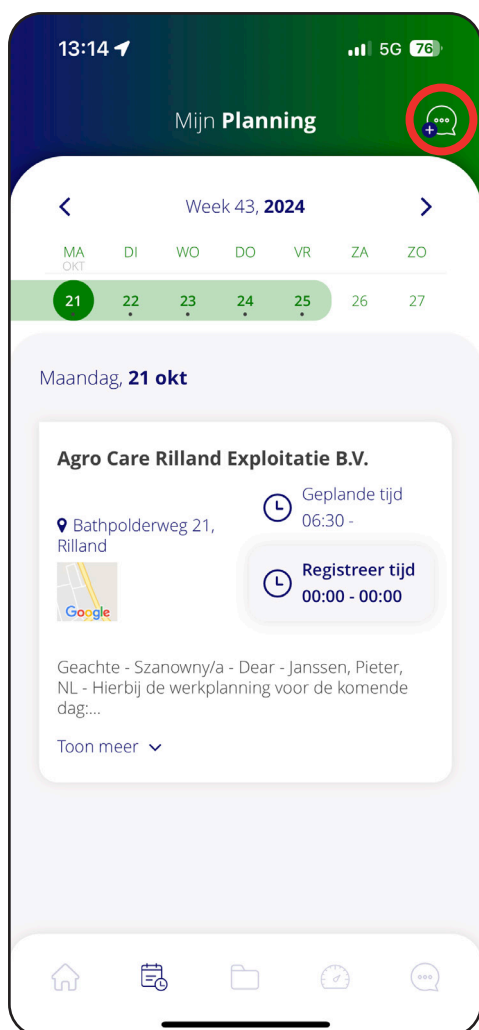 13:14
5G 76
Mijn Planning
Week 43, 2024
MA DI WO DO VR ZA ZO
OKT
21 22 23 24 25 26 27
Maandag, 21 okt
Agro Care Rilland Exploitatie B.V.
Geplande tijd
06:30 -
Bathpolderweg 21,
Rilland
Registreer tijd
00:00 - 00:00
Google
Geachte - Szanowny/a - Dear - Janssen, Pieter,
NL - Hierbij de werkplanning voor de komende
dag:...
Toon meer